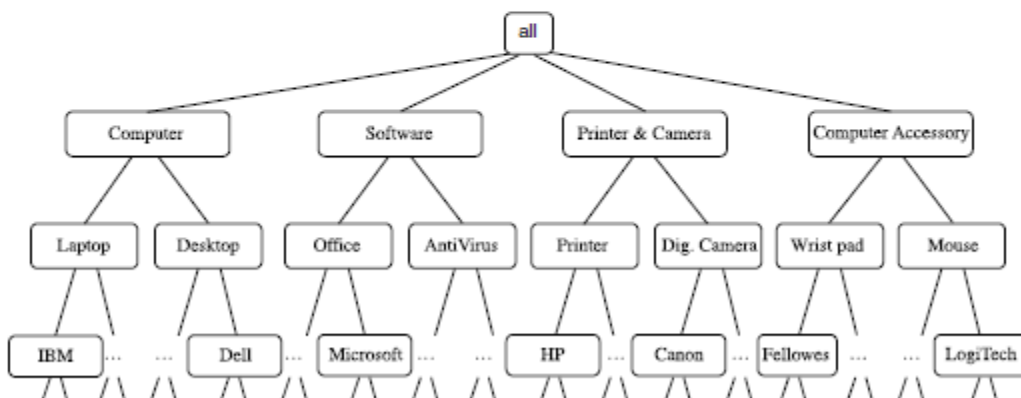 all
Computer
Software
Printer & Camera
Computer Accessory
Laptop
Desktop
Office
AntiVirus
Printer
Dig. Camera
Wrist pad
Mouse
IBM
...
...
Dell
...
Microsoft
...
...
HP
...
Canon
...
Fellowes
...
...
LogiTech